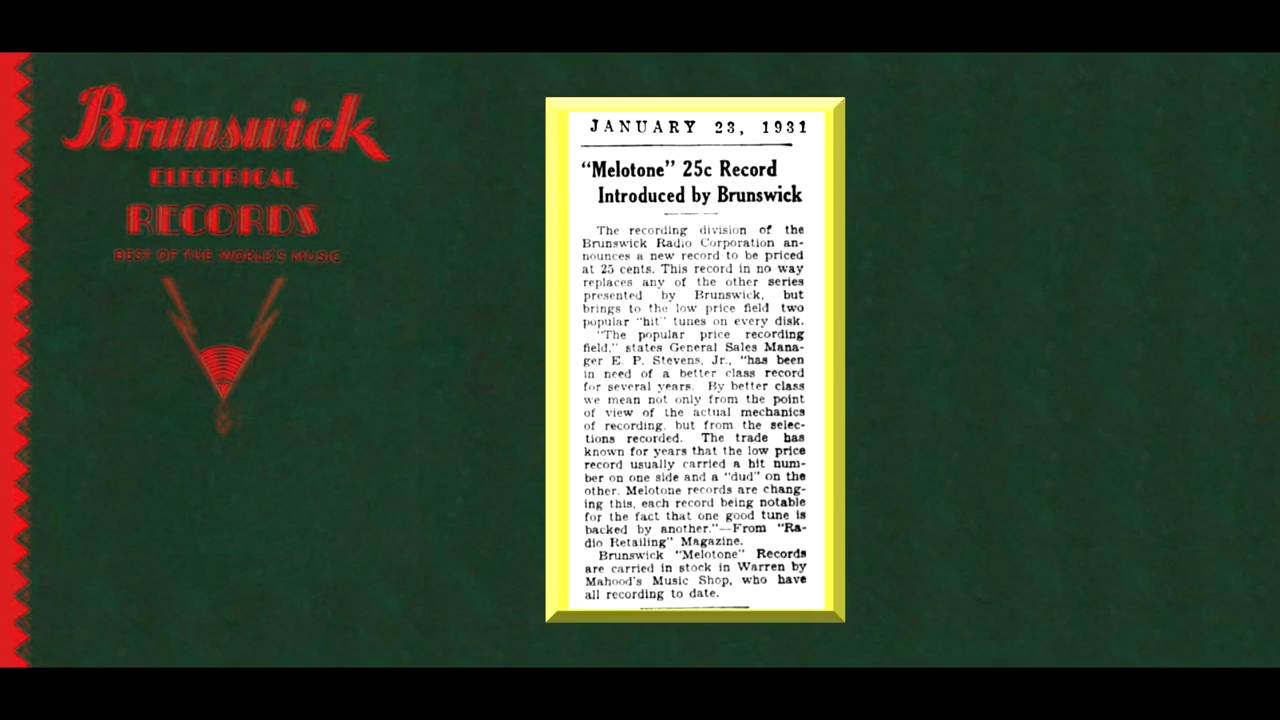 Brunswick
ELECTRICAL
RECORDS
BEST OF THE WORLD'S MUSIC
JANUARY 23, 1931
"Melotone" 25c Record
Introduced by Brunswick
The recording division of the
Brunswick Radio Corporation an-
nounces a new record to be priced
at 25 cents. This record in no way
replaces any of the other series
presented by Brunswick, but
brings to the low price field two
popular "hit" tunes on every disk.
"The popular price recording
field," states General Sales Mana-
ger E. P. Stevens, Jr., "has been
in need of a better class record
for several years. By better class
we mean not only from the point
of view of the actual mechanics
of recording, but from the selec-
tions recorded. The trade has
known for years that the low price
record usually carried a hit num-
ber on one side and a "dud" on the
other. Melotone records are chang-
ing this, each record being notable
for the fact that one good tune is
backed by another."—From "Ra-
dio Retailing" Magazine.
Brunswick "Melotone" Records
are carried in stock in Warren by
Mahood's Music Shop, who have
all recording to date.